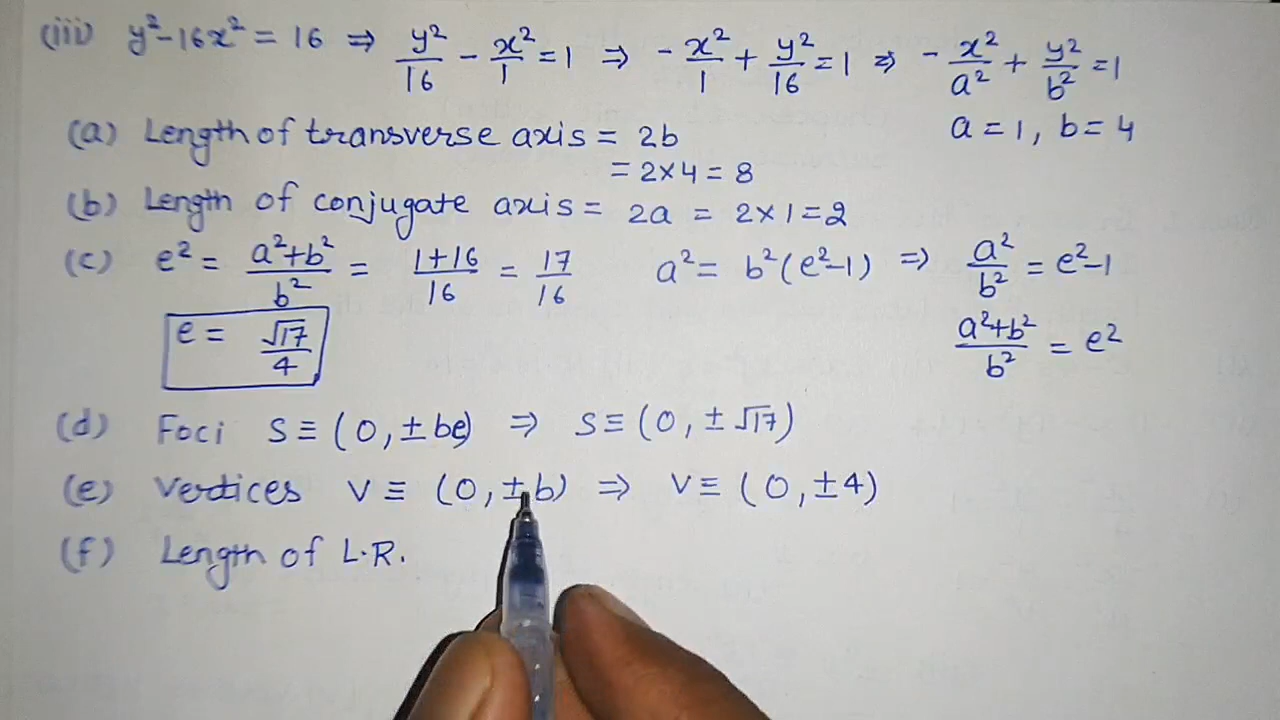 (iii) y² - 16x² = 16 ⇒ y²/16 - x²/1 = 1 ⇒ - x²/1 + y²/16 = 1 ⇒ - x²/a² + y²/b² = 1
a = 1, b = 4
(a) Length of transverse axis = 2b
= 2×4 = 8
(b) Length of conjugate axis = 2a = 2×1 = 2
(c) e² = (a²+b²)/b² = (1+16)/16 = 17/16 a² = b²(e²-1) ⇒ a²/b² = e²-1
e = √17/4 (a²+b²)/b² = e²
(d) Foci S ≡ (0, ± be) ⇒ S ≡ (0, ± √17)
(e) Vertices V ≡ (0, ± b) ⇒ V ≡ (0, ± 4)
(f) Length of L.R.